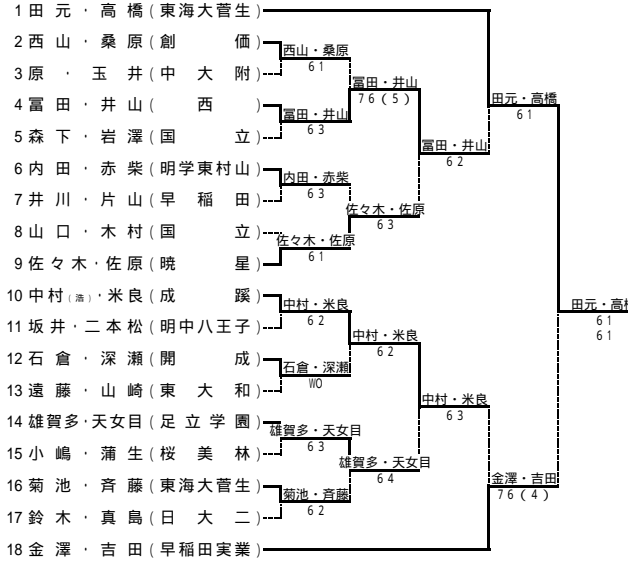 1 田 元 ・ 高 橋 ( 東海大菅生 )
2 西 山 ・ 桑 原 ( 創 価 )
西山・桑原
6 1
3 原 ・ 玉 井 ( 中 大 附 )
冨田・井山
7 6 ( 5 )
4 冨 田 ・ 井 山 ( 西 )
冨田・井山
6 3
田元・高橋
6 1
5 森 下 ・ 岩 澤 ( 国 立 )
冨田・井山
6 2
6 内 田 ・ 赤 柴 ( 明学東村山 )
内田・赤柴
6 3
7 井 川 ・ 片 山 ( 早 稲 田 )
佐々木・佐原
6 3
8 山 口 ・ 木 村 ( 国 立 )
佐々木・佐原
6 1
9 佐々木・佐原 ( 暁 星 )
10 中村(浩)・米良 ( 成 蹊 )
中村・米良
6 2
田元・高橋
6 1
6 1
11 坂井・二本松 ( 明中八王子 )
中村・米良
6 2
12 石 倉 ・ 深 瀬 ( 開 成 )
石倉・深瀬
WO
13 遠 藤 ・ 山 崎 ( 東 大 和 )
中村・米良
6 3
14 雄賀多・天女目 ( 足 立 学 園 )
雄賀多・天女目
6 3
15 小 嶋 ・ 蒲 生 ( 桜 美 林 )
雄賀多・天女目
6 4
16 菊 池 ・ 斉 藤 ( 東海大菅生 )
菊池・斉藤
6 2
金澤・吉田
7 6 ( 4 )
17 鈴 木 ・ 真 島 ( 日 大 二 )
18 金 澤 ・ 吉 田 ( 早稲田実業 )